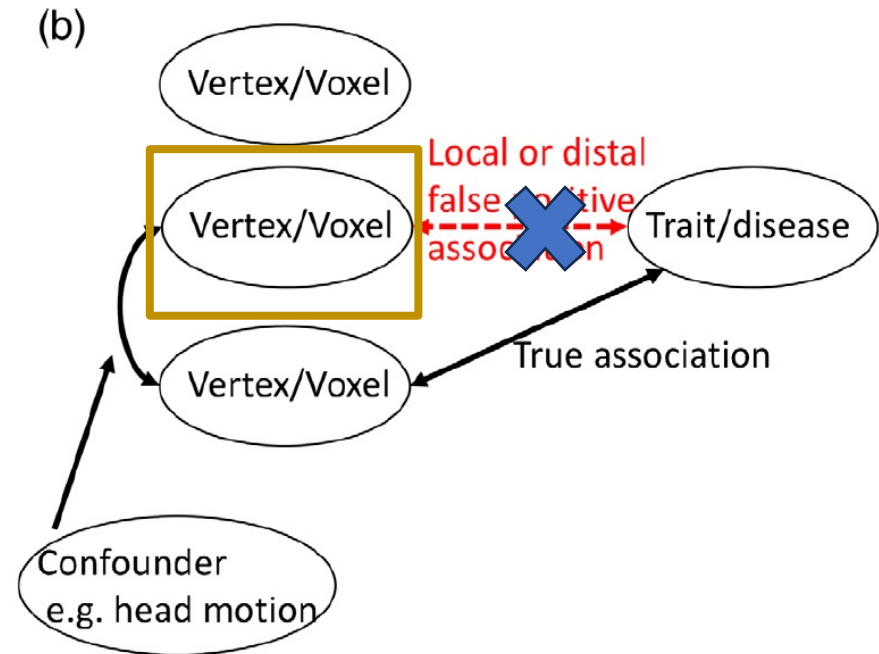 (b)
Vertex/Voxel
Local or distal
Vertex/Voxel
false positive
Trait/disease
association
True association
Vertex/Voxel
Confounder
e.g. head motion